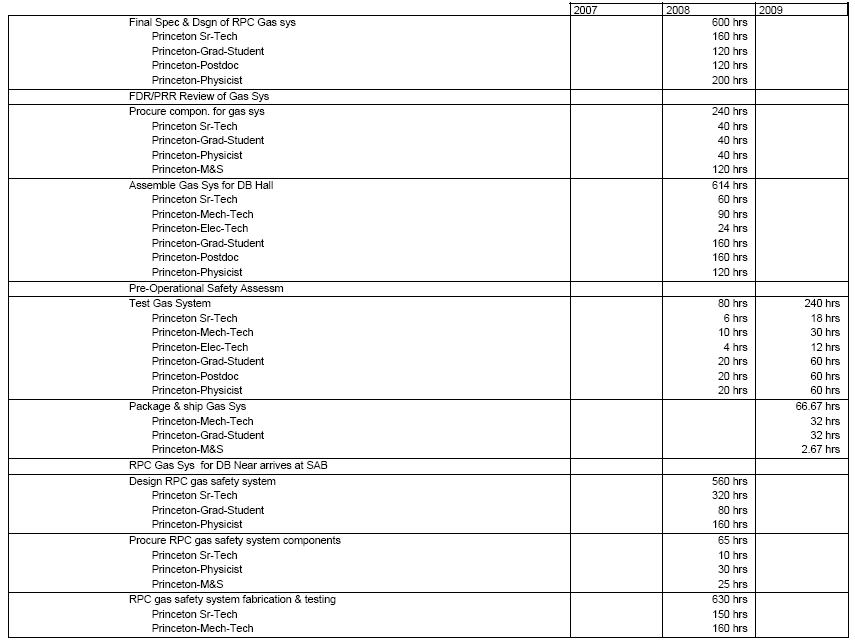 2007 2008 2009
Final Spec & Dsgn of RPC Gas sys 600 hrs
Princeton Sr-Tech 160 hrs
Princeton-Grad-Student 120 hrs
Princeton-Postdoc 120 hrs
Princeton-Physicist 200 hrs
FDR/PRR Review of Gas Sys
Procure compon. for gas sys 240 hrs
Princeton Sr-Tech 40 hrs
Princeton-Grad-Student 40 hrs
Princeton-Physicist 40 hrs
Princeton-M&S 120 hrs
Assemble Gas Sys for DB Hall 614 hrs
Princeton Sr-Tech 60 hrs
Princeton-Mech-Tech 90 hrs
Princeton-Elec-Tech 24 hrs
Princeton-Grad-Student 160 hrs
Princeton-Postdoc 160 hrs
Princeton-Physicist 120 hrs
Pre-Operational Safety Assessm
Test Gas System 80 hrs 240 hrs
Princeton Sr-Tech 6 hrs 18 hrs
Princeton-Mech-Tech 10 hrs 30 hrs
Princeton-Elec-Tech 4 hrs 12 hrs
Princeton-Grad-Student 20 hrs 60 hrs
Princeton-Postdoc 20 hrs 60 hrs
Princeton-Physicist 20 hrs 60 hrs
Package & ship Gas Sys 66.67 hrs
Princeton-Mech-Tech 32 hrs
Princeton-Grad-Student 32 hrs
Princeton-M&S 2.67 hrs
RPC Gas Sys for DB Near arrives at SAB
Design RPC gas safety system 560 hrs
Princeton Sr-Tech 320 hrs
Princeton-Grad-Student 80 hrs
Princeton-Physicist 160 hrs
Procure RPC gas safety system components 65 hrs
Princeton Sr-Tech 10 hrs
Princeton-Physicist 30 hrs
Princeton-M&S 25 hrs
RPC gas safety system fabrication & testing 630 hrs
Princeton Sr-Tech 150 hrs
Princeton-Mech-Tech 160 hrs